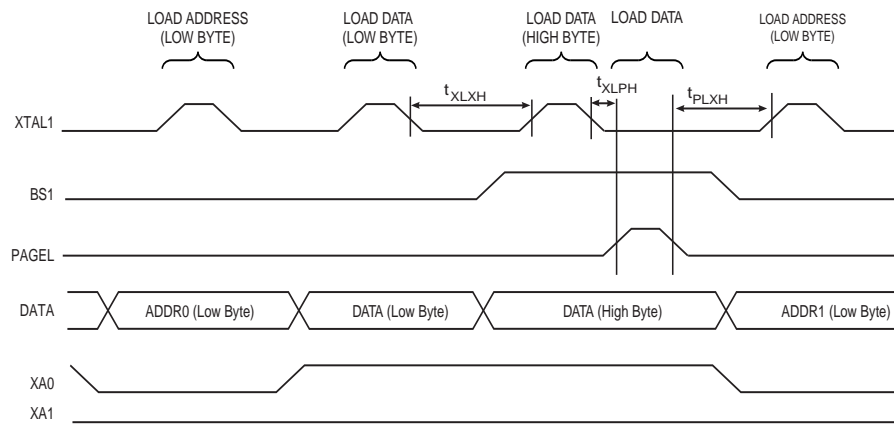 LOAD ADDRESS
(LOW BYTE)
LOAD DATA
(LOW BYTE)
LOAD DATA
(HIGH BYTE)
LOAD DATA
LOAD ADDRESS
(LOW BYTE)
tXLXH
tXLPH
tPLXH
XTAL1
BS1
PAGEL
DATA
ADDR0 (Low Byte)
DATA (Low Byte)
DATA (High Byte)
ADDR1 (Low Byte)
XA0
XA1